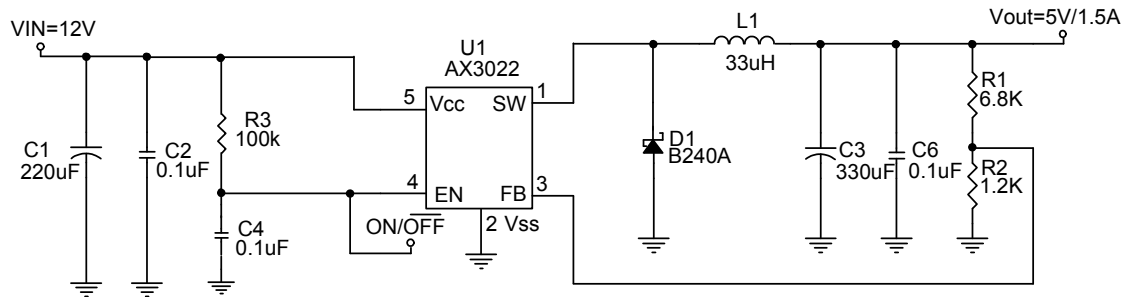 VIN=12V
Vout=5V/1.5A
L1
33uH
U1
AX3022
5
Vcc
SW
1
R1
6.8K
R3
100k
C1
220uF
C2
0.1uF
D1
B240A
C3
330uF
C6
0.1uF
R2
1.2K
4
EN
FB
3
2 Vss
ON/OFF
C4
0.1uF